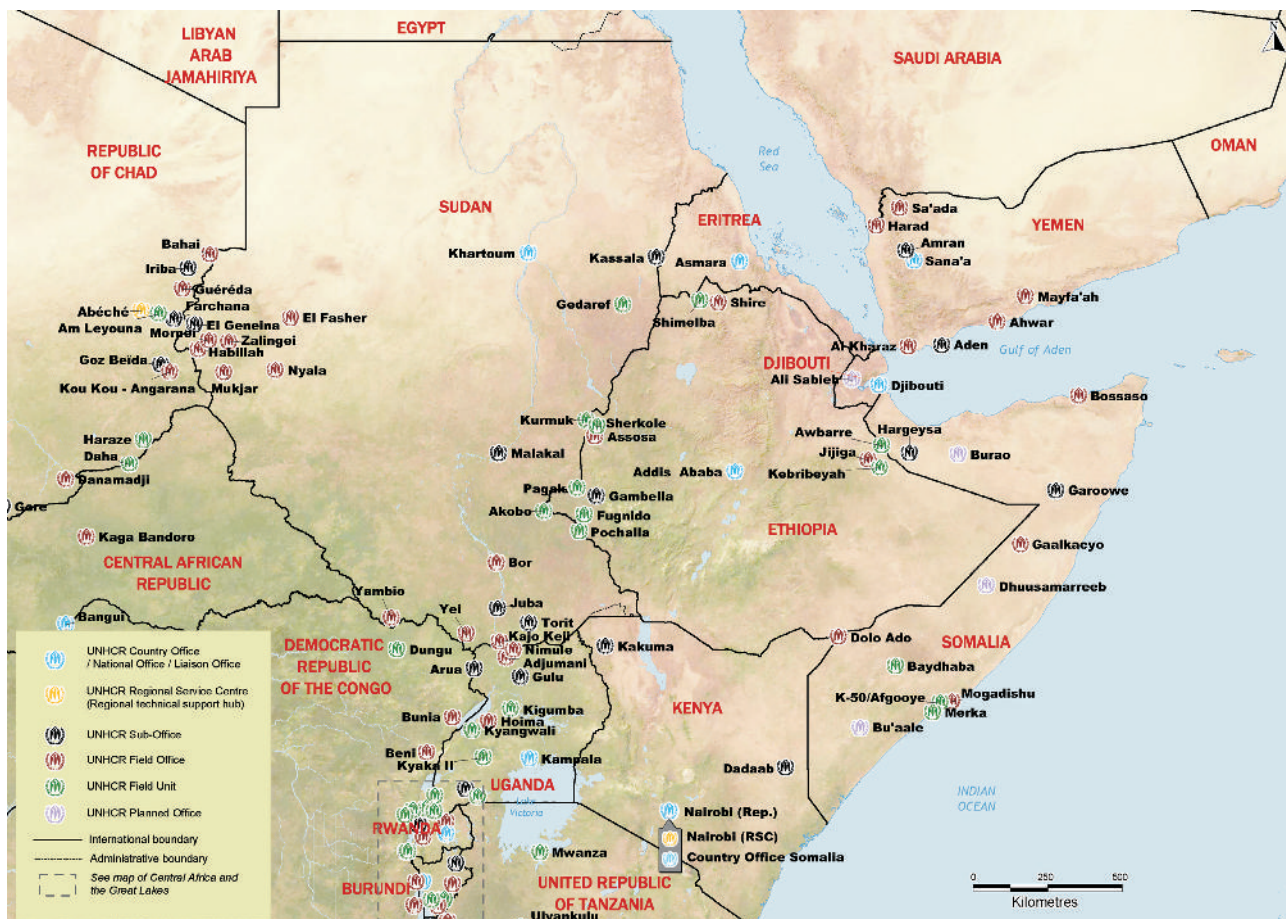 EGYPT
LIBYAN
ARAB
JAMAHIRIYA
SAUDI ARABIA
N
OMAN
REPUBLIC
OF CHAD
Red
Sea
SUDAN
ERITREA
YEMEN
Sa'ada
Harad
Amran
Sana'a
Bahai
Iriba
Guéréda
Farchana
Abéché
Am Leyouna
Mornei
El Geneina
El Fasher
Zalingei
Habillah
Goz Beïda
Kou Kou - Angarana
Mukjar
Nyala
Khartoum
Kassala
Asmara
Gedaref
Shimelba
Shire
Mayfa'ah
Ahwar
Al Kharaz
Aden
Gulf of Aden
DJIBOUTI
Ali Sabieh
Djibouti
Bossaso
Haraze
Daha
Danamadji
Gore
Kaga Bandoro
CENTRAL AFRICAN
REPUBLIC
Bangui
Kurmuk
Sherkole
Assosa
Malakal
Addis Ababa
Awbarre
Hargeysa
Jijiga
Kebribeyah
Burao
Garoowe
Pagak
Gambella
Akobo
Fugnido
Pochalla
ETHIOPIA
Gaalkacyo
Dhuusamarreeb
Bor
Yambio
Juba
Yei
Torit
Kajo Keji
Nimule
Adjumani
Arua
Gulu
Kakuma
Dolo Ado
SOMALIA
Baydhaba
K-50/Afgooye
Mogadishu
Merka
Bu'aale
DEMOCRATIC
REPUBLIC
OF THE CONGO
Dungu
Bunia
Kigumba
Hoima
Kyangwali
Beni
Kyaka II
Kampala
KENYA
Dadaab
UGANDA
Lake
Victoria
INDIAN
OCEAN
RWANDA
Nairobi (Rep.)
Nairobi (RSC)
Country Office Somalia
Mwanza
BURUNDI
UNITED REPUBLIC
OF TANZANIA
Ulyankulu
UNHCR Country Office
/ National Office / Liaison Office
UNHCR Regional Service Centre
(Regional technical support hub)
UNHCR Sub-Office
UNHCR Field Office
UNHCR Field Unit
UNHCR Planned Office
International boundary
Administrative boundary
See map of Central Africa and
the Great Lakes
0 250 500
Kilometres